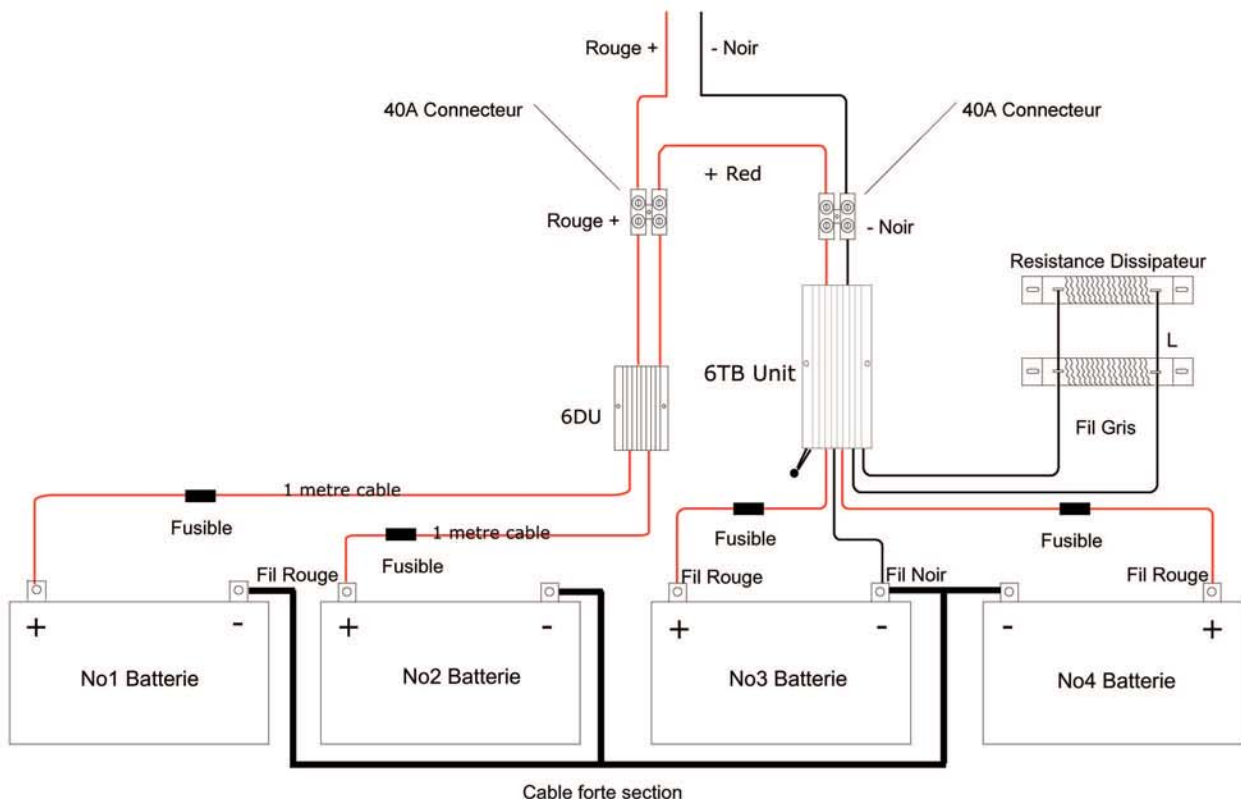 Rouge +
- Noir
40A Connecteur
40A Connecteur
+ Red
Rouge +
- Noir
Resistance Dissipateur
L
6TB Unit
6DU
Fil Gris
1 metre cable
Fusible
1 metre cable
Fusible
Fusible
Fusible
Fil Rouge
Fil Rouge
Fil Noir
Fil Rouge
+
-
+
-
+
-
-
+
No1 Batterie
No2 Batterie
No3 Batterie
No4 Batterie
Cable forte section